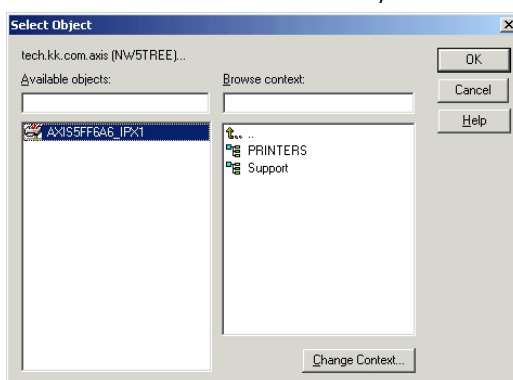 Select Object
tech.kk.com.axis (NW5TREE)...
Available objects:
Browse context:
OK
Cancel
Help
AXIS5FF6A6_IPX1
..
PRINTERS
Support
Change Context...